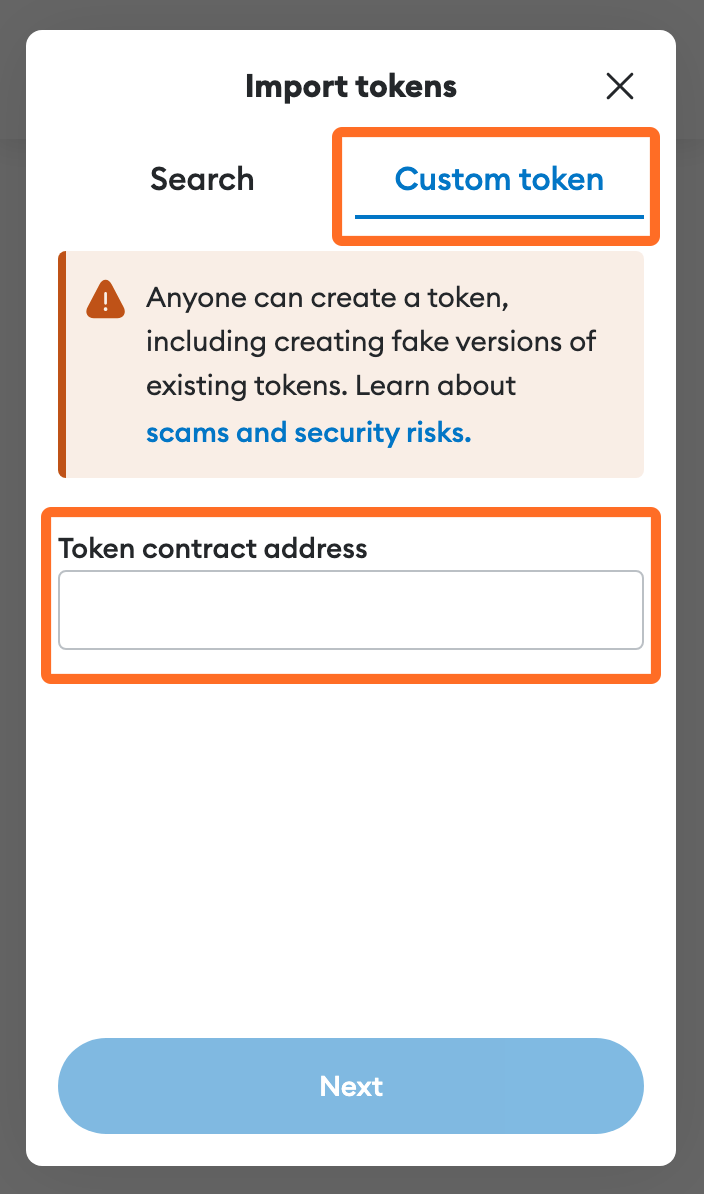 Import tokens
Search
Custom token
Anyone can create a token,
including creating fake versions of
existing tokens. Learn about
scams and security risks.
Token contract address
Next